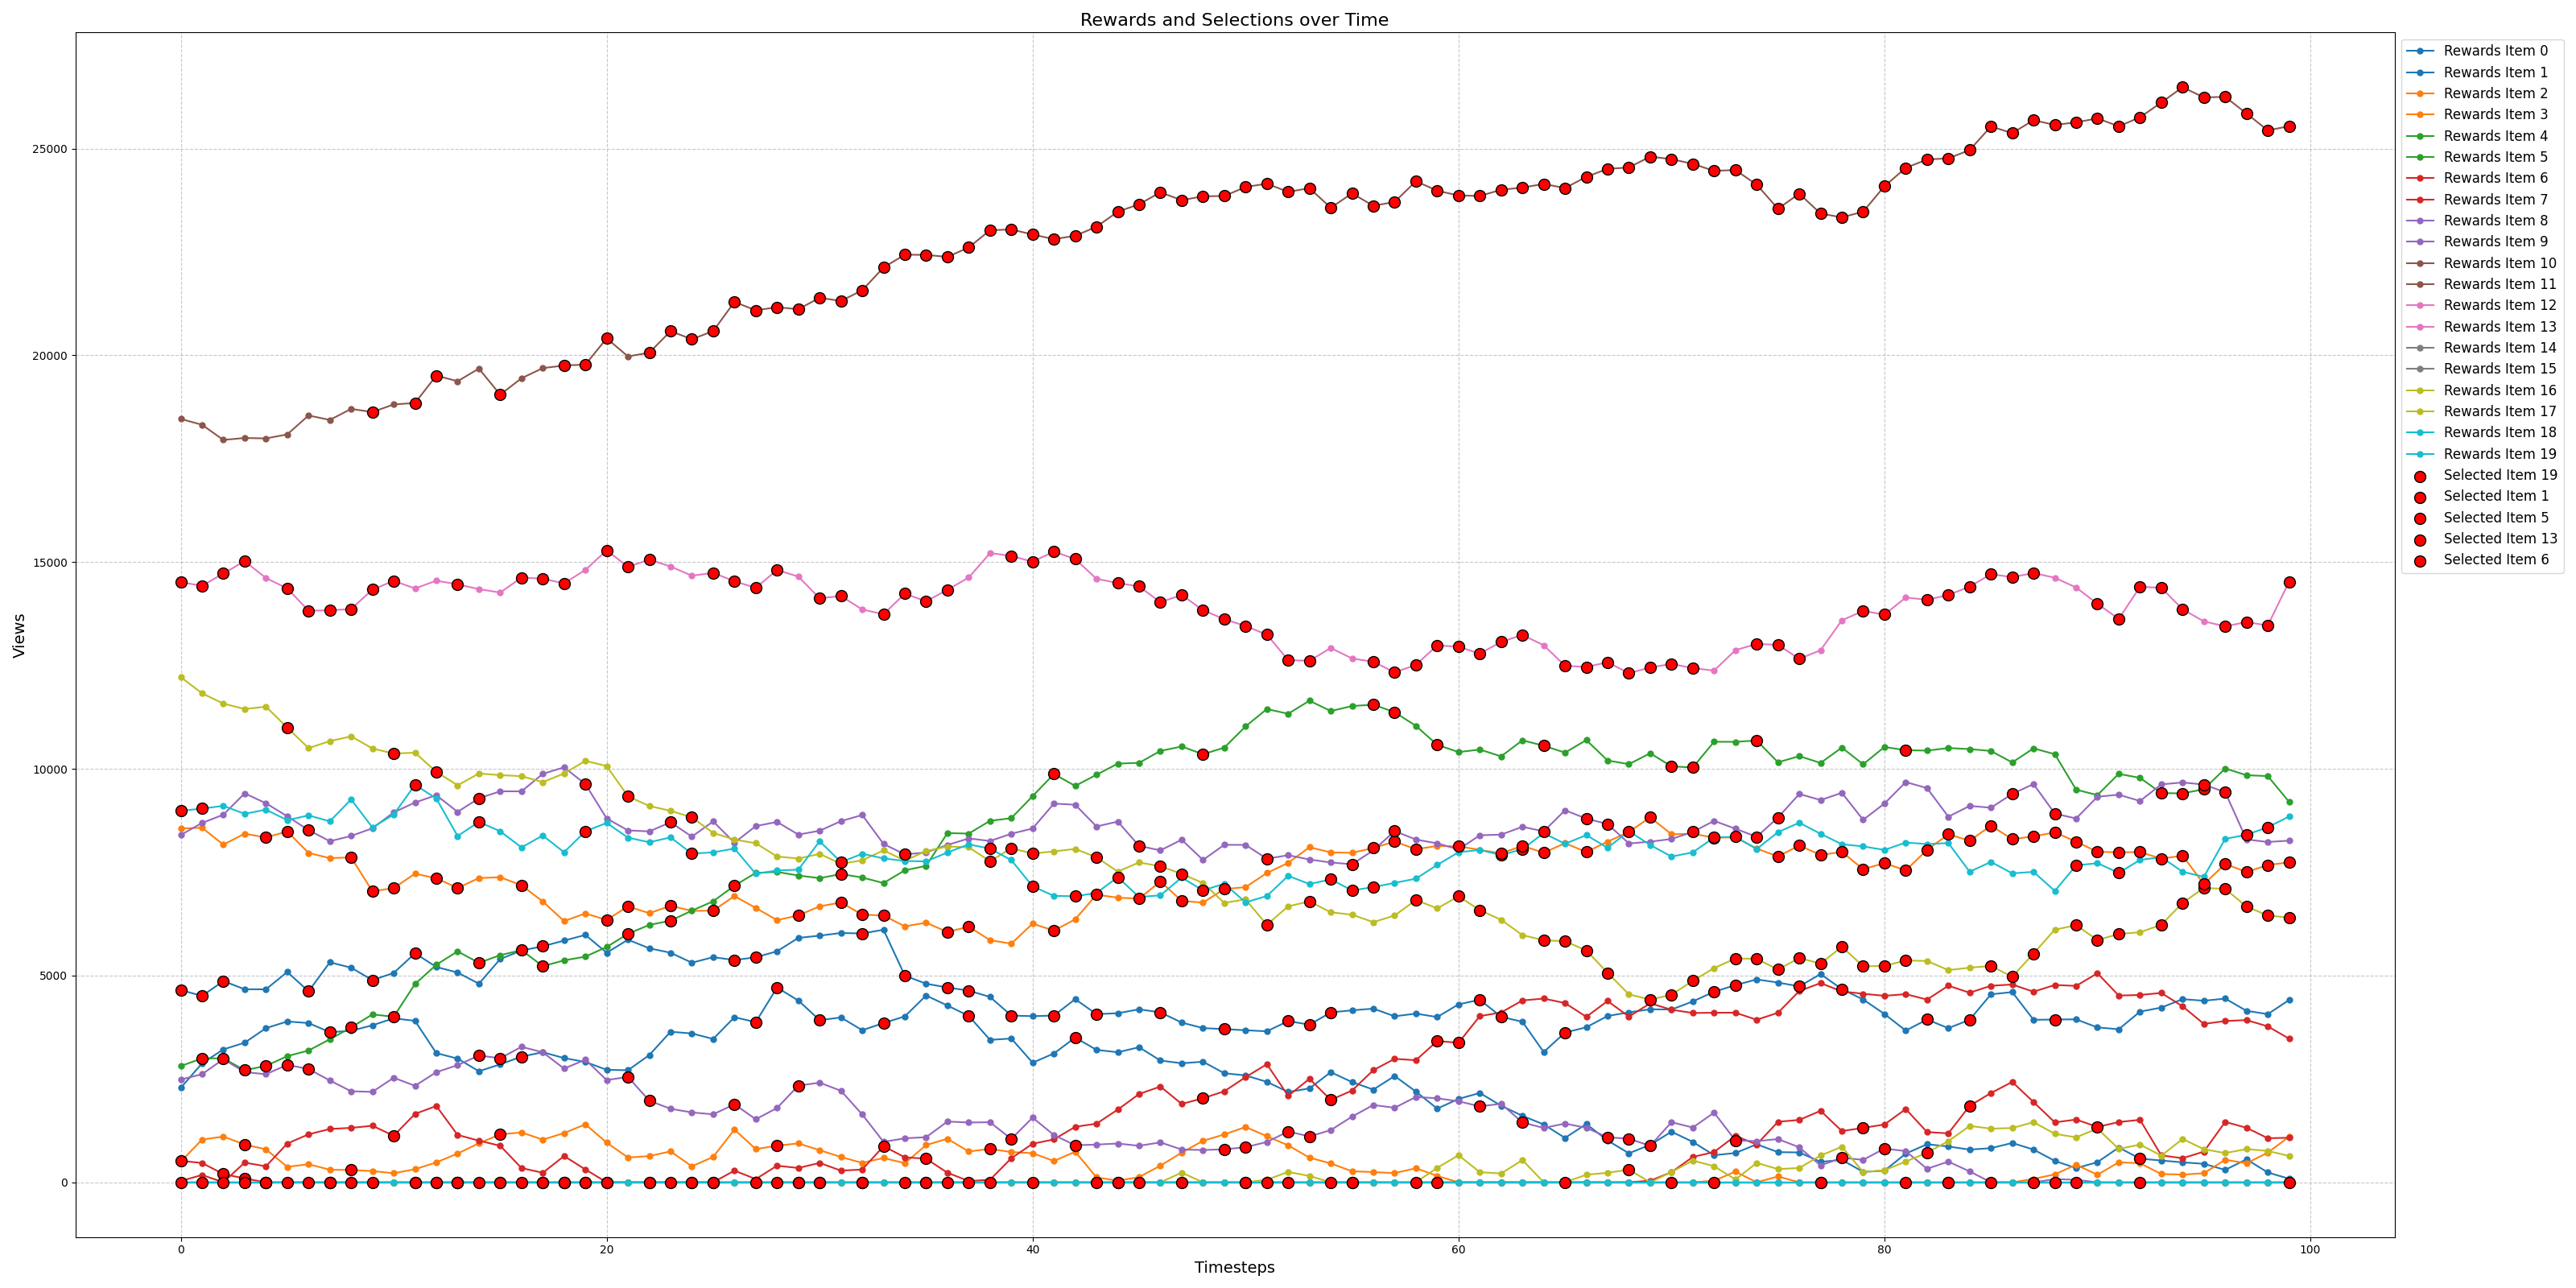 Rewards and Selections over Time
Views
25000
20000
15000
10000
5000
0
0
20
40
60
80
100
Timesteps
Rewards Item 0
Rewards Item 1
Rewards Item 2
Rewards Item 3
Rewards Item 4
Rewards Item 5
Rewards Item 6
Rewards Item 7
Rewards Item 8
Rewards Item 9
Rewards Item 10
Rewards Item 11
Rewards Item 12
Rewards Item 13
Rewards Item 14
Rewards Item 15
Rewards Item 16
Rewards Item 17
Rewards Item 18
Rewards Item 19
Selected Item 19
Selected Item 1
Selected Item 5
Selected Item 13
Selected Item 6